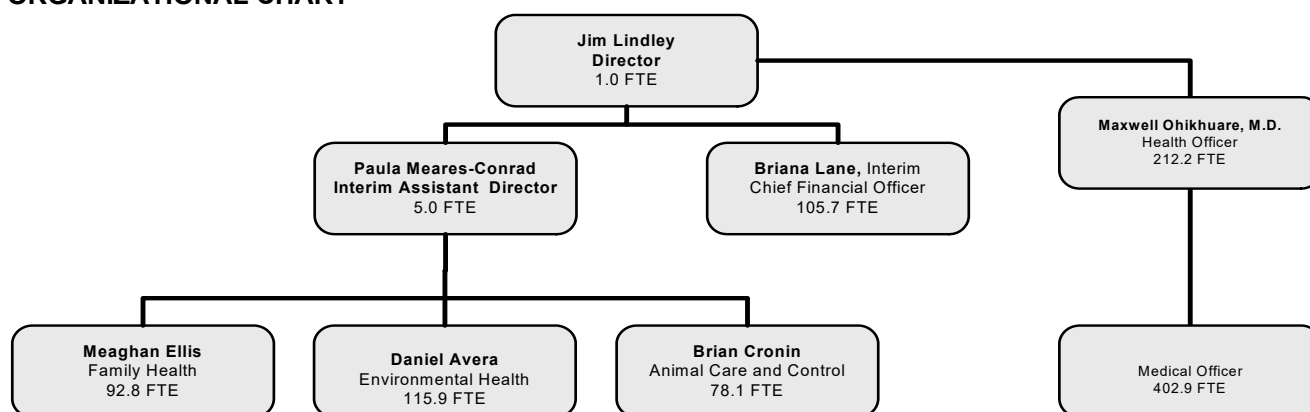 ORGANIZATIONAL CHART
Jim Lindley
Director
1.0 FTE
Maxwell Ohikhuare, M.D.
Health Officer
212.2 FTE
Paula Meares-Conrad
Interim Assistant Director
5.0 FTE
Briana Lane, Interim
Chief Financial Officer
105.7 FTE
Meaghan Ellis
Family Health
92.8 FTE
Daniel Avera
Environmental Health
115.9 FTE
Brian Cronin
Animal Care and Control
78.1 FTE
Medical Officer
402.9 FTE